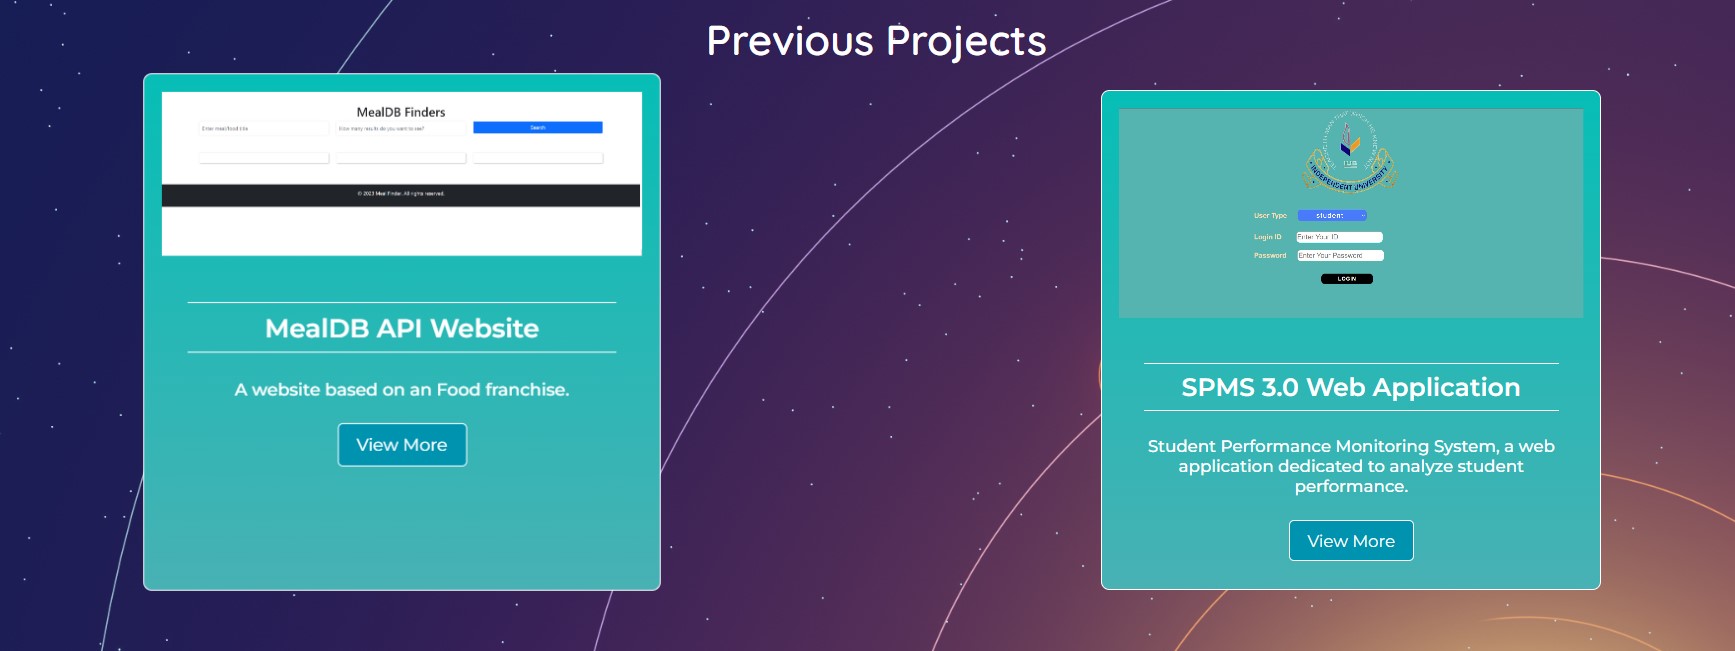 Previous Projects
MealDB Finders
Enter meal/food title
How many results do you want to see?
Search
© 2023 Meal Finder. All rights reserved.
MealDB API Website
A website based on an Food franchise.
View More
IUB
INDEPENDENT UNIVERSITY
User Type
student
Login ID
Enter Your ID
Password
Enter Your Password
LOGIN
SPMS 3.0 Web Application
Student Performance Monitoring System, a web
application dedicated to analyze student
performance.
View More